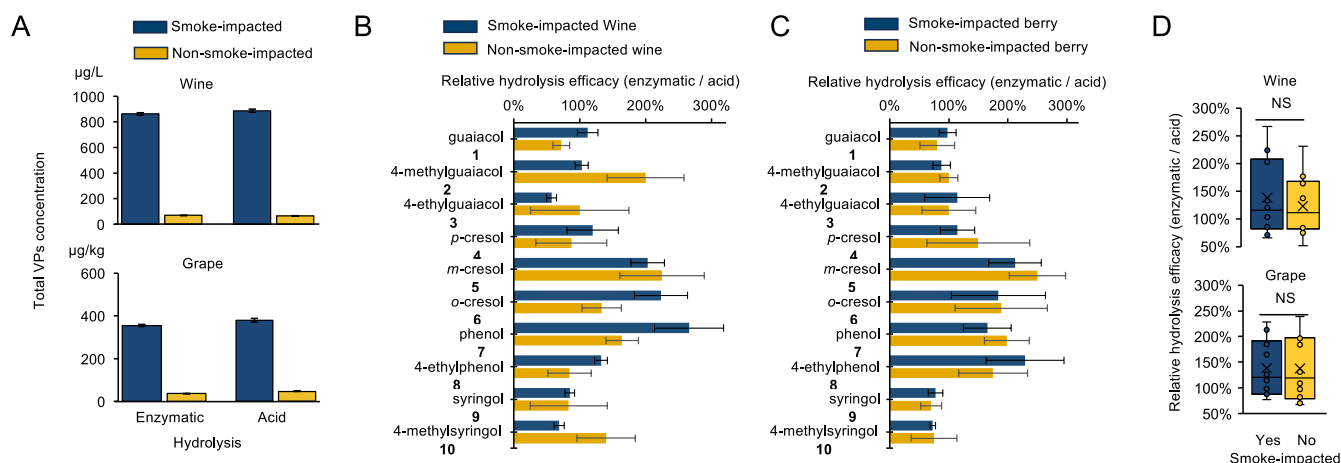 A
Smoke-impacted
Non-smoke-impacted
µg/L
Wine
1000
800
600
400
200
0
µg/kg
Grape
600
400
200
0
Total VPs concentration
Enzymatic
Acid
Hydrolysis
B
Smoke-impacted Wine
Non-smoke-impacted wine
Relative hydrolysis efficacy (enzymatic / acid)
0% 100% 200% 300%
guaiacol
1
4-methylguaiacol
2
4-ethylguaiacol
3
p-cresol
4
m-cresol
5
o-cresol
6
phenol
7
4-ethylphenol
8
syringol
9
4-methylsyringol
10
C
Smoke-impacted berry
Non-smoke-impacted berry
Relative hydrolysis efficacy (enzymatic / acid)
0% 100% 200% 300%
guaiacol
1
4-methylguaiacol
2
4-ethylguaiacol
3
p-cresol
4
m-cresol
5
o-cresol
6
phenol
7
4-ethylphenol
8
syringol
9
4-methylsyringol
10
D
Wine
300%
250%
200%
150%
100%
50%
NS
Grape
300%
250%
200%
150%
100%
50%
NS
Relative hydrolysis efficacy (enzymatic / acid)
Yes No
Smoke-impacted